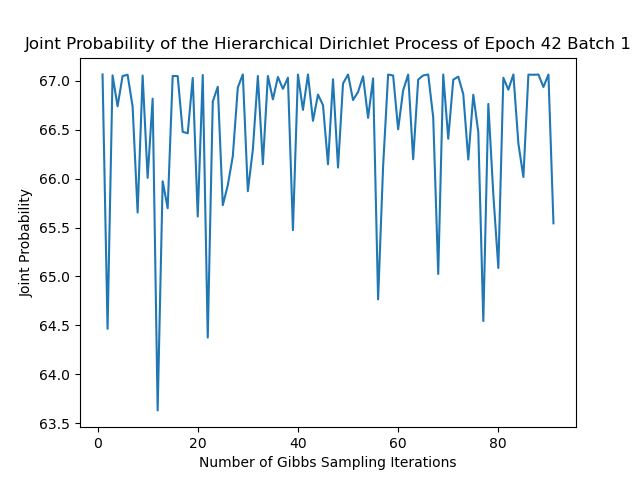 Joint Probability of the Hierarchical Dirichlet Process of Epoch 42 Batch 1
67.0
66.5
66.0
65.5
65.0
64.5
64.0
63.5
Joint Probability
0 20 40 60 80
Number of Gibbs Sampling Iterations